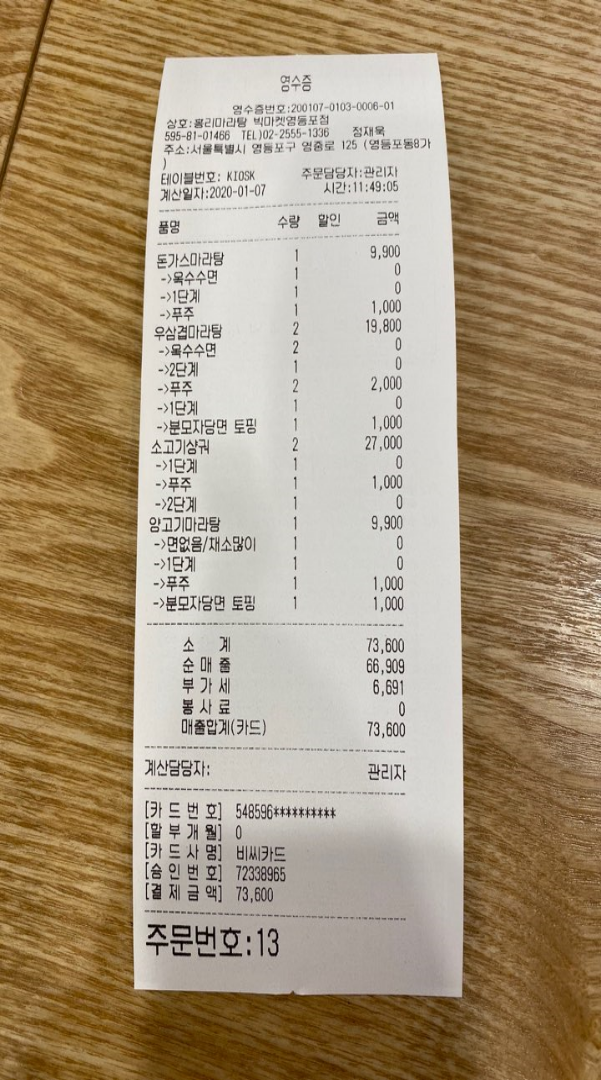 영수증
영수증번호:200107-0103-0006-01
상호:홍리마라탕 빅마켓영등포점
595-81-01466 TEL)02-2555-1336 정재욱
주소:서울특별시 영등포구 영중로 125 (영등포동8가
)
테이블번호: KIOSK 주문담당자:관리자
계산일자:2020-01-07 시간:11:49:05
품명 수량 할인 금액
돈가스마라탕 1 9,900
->옥수수면 1 0
->1단계 1 0
->푸주 1 1,000
우삼겹마라탕 2 19,800
->옥수수면 2 0
->2단계 1 0
->푸주 2 2,000
->1단계 1 0
->분모자당면 토핑 1 1,000
소고기샹궈 2 27,000
->1단계 1 0
->푸주 1 1,000
->2단계 1 0
양고기마라탕 1 9,900
->면없음/채소많이 1 0
->1단계 1 0
->푸주 1 1,000
->분모자당면 토핑 1 1,000
소 계 73,600
순 매 출 66,909
부 가 세 6,691
봉 사 료 0
매출합계(카드) 73,600
계산담당자: 관리자
[카 드 번 호] 548596**********
[할 부 개 월] 0
[카 드 사 명] 비씨카드
[승 인 번 호] 72338965
[결 제 금 액] 73,600
주문번호:13